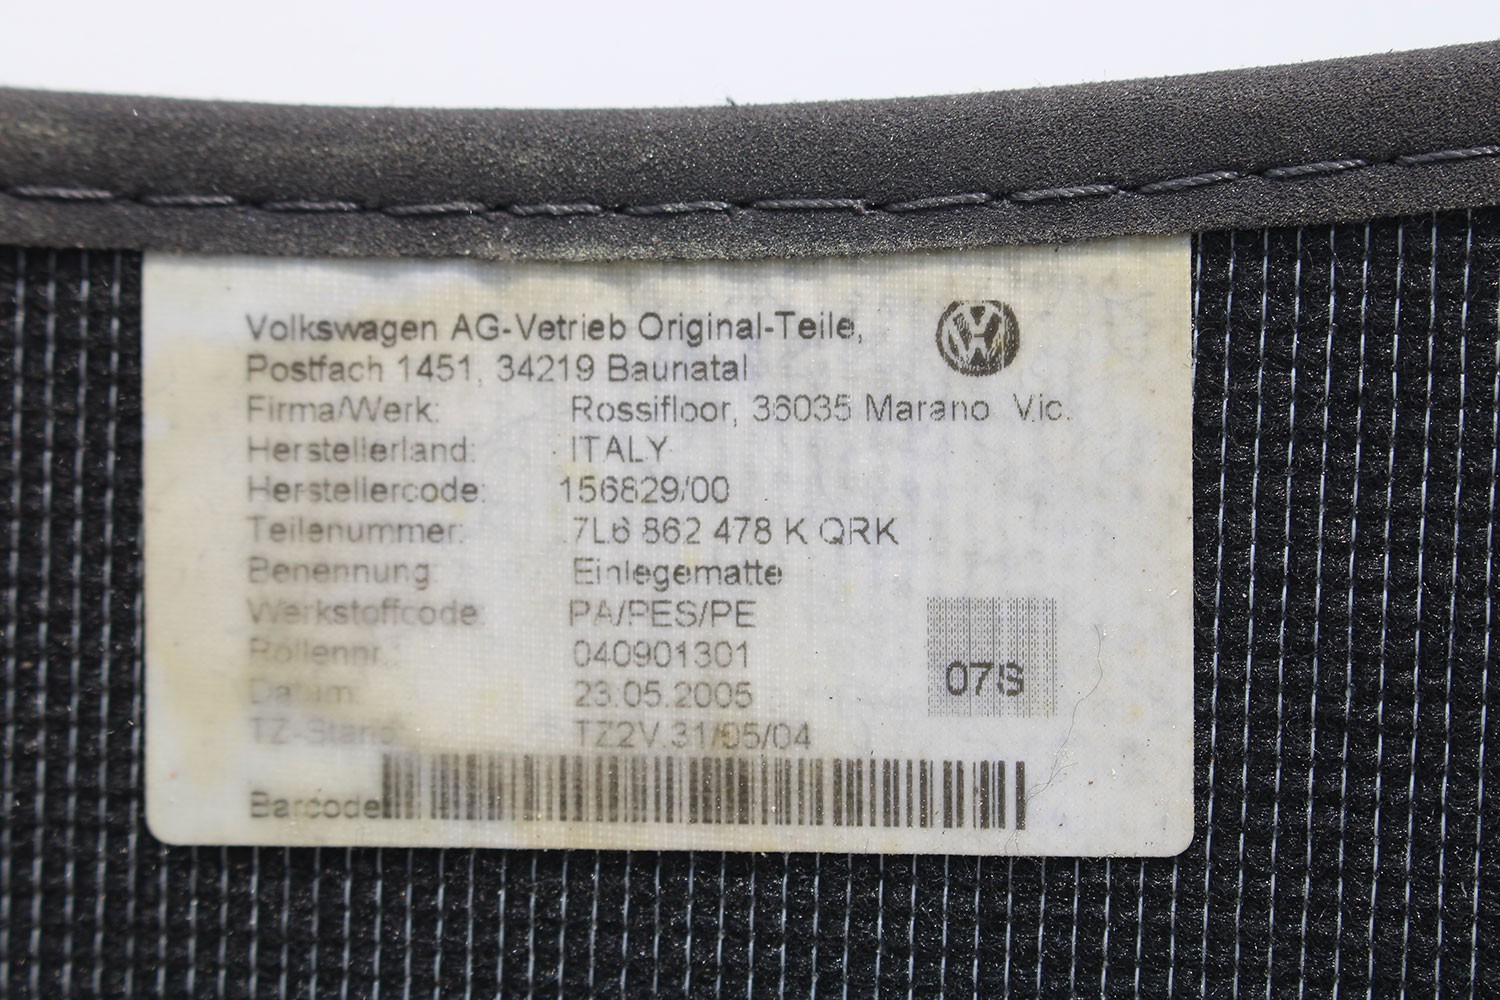 Volkswagen AG-Vetrieb Original-Teile,
Postfach 1451, 34219 Baunatal
Firma/Werk: Rossifloor, 36035 Marano Vic.
Herstellerland: ITALY
Herstellercode: 156829/00
Teilenummer: 7L6 862 478 K QRK
Benennung: Einlegematte
Werkstoffcode: PA/PES/PE
Rollennr.: 040901301
Datum: 23.05.2005
TZ-Stand: TZ2V.31/05/04
07S
Barcode